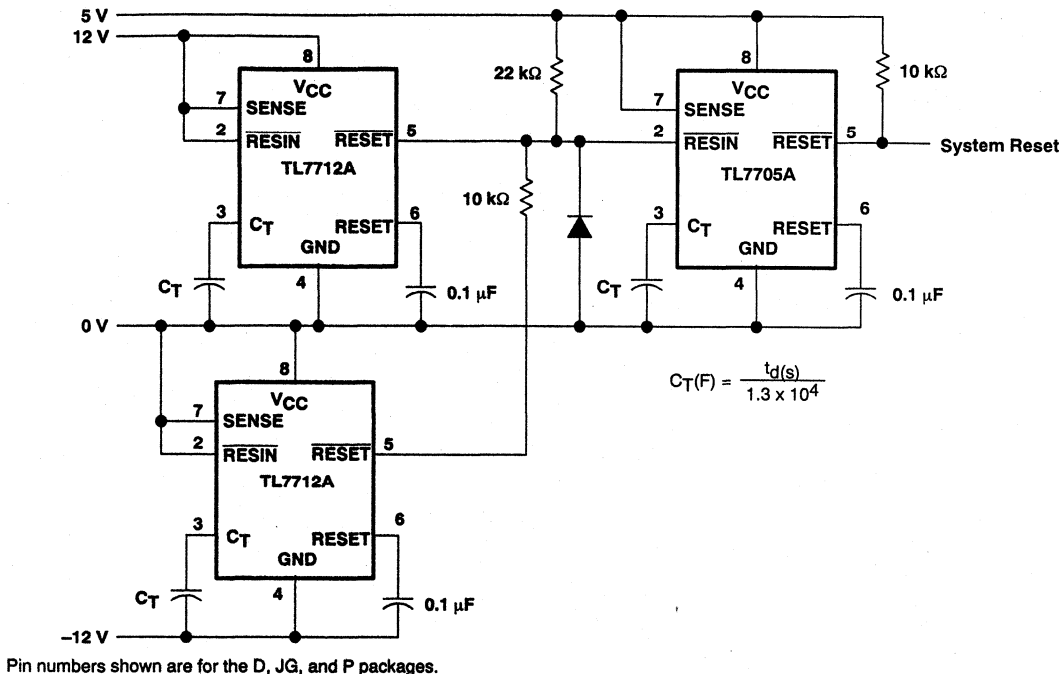 5 V
12 V
8
VCC
7
SENSE
2
RESIN
RESET
5
TL7712A
3
CT
RESET
6
GND
4
CT
0.1 µF
22 kΩ
10 kΩ
8
VCC
7
SENSE
2
RESIN
RESET
5
TL7705A
3
CT
RESET
6
GND
4
CT
0.1 µF
10 kΩ
System Reset
0 V
CT(F) = td(s) / 1.3 x 10⁴
8
VCC
7
SENSE
2
RESIN
RESET
5
TL7712A
3
CT
RESET
6
GND
4
CT
0.1 µF
–12 V
Pin numbers shown are for the D, JG, and P packages.